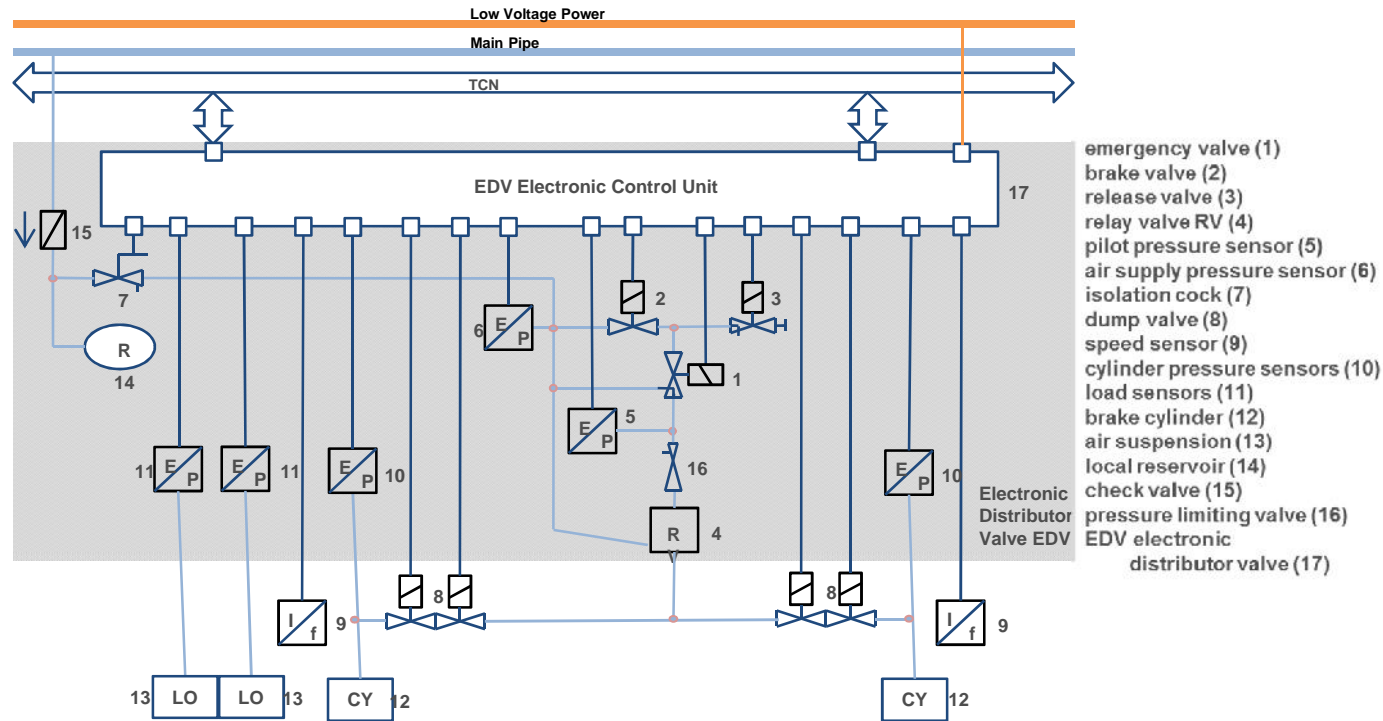 Low Voltage Power
Main Pipe
TCN
EDV Electronic Control Unit
17
15
7
R
14
2
3
6
E
P
1
5
E
P
16
11
E
P
E
P
11
E
P
10
E
P
10
R
V
4
8
8
I
f
9
I
f
9
13
LO
LO
13
CY
12
CY
12
Electronic
Distributor
Valve EDV
emergency valve (1)
brake valve (2)
release valve (3)
relay valve RV (4)
pilot pressure sensor (5)
air supply pressure sensor (6)
isolation cock (7)
dump valve (8)
speed sensor (9)
cylinder pressure sensors (10)
load sensors (11)
brake cylinder (12)
air suspension (13)
local reservoir (14)
check valve (15)
pressure limiting valve (16)
EDV electronic
distributor valve (17)